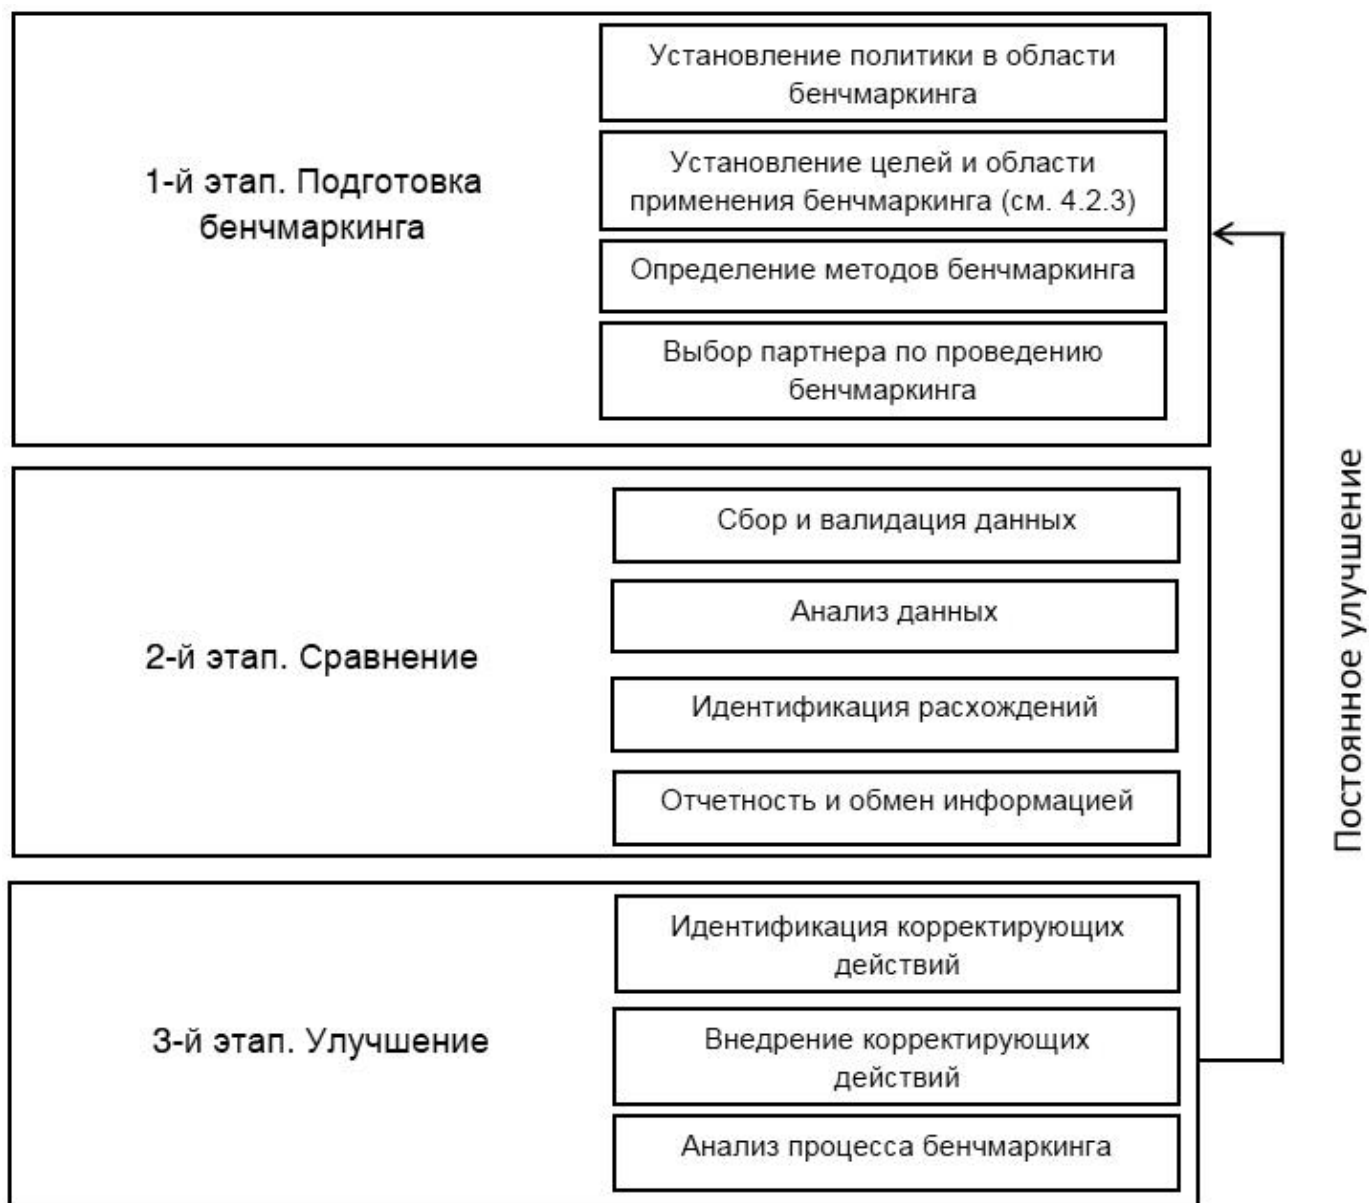 1-й этап. Подготовка
бенчмаркинга
Установление политики в области
бенчмаркинга
Установление целей и области
применения бенчмаркинга (см. 4.2.3)
Определение методов бенчмаркинга
Выбор партнера по проведению
бенчмаркинга
2-й этап. Сравнение
Сбор и валидация данных
Анализ данных
Идентификация расхождений
Отчетность и обмен информацией
3-й этап. Улучшение
Идентификация корректирующих
действий
Внедрение корректирующих
действий
Анализ процесса бенчмаркинга
Постоянное улучшение